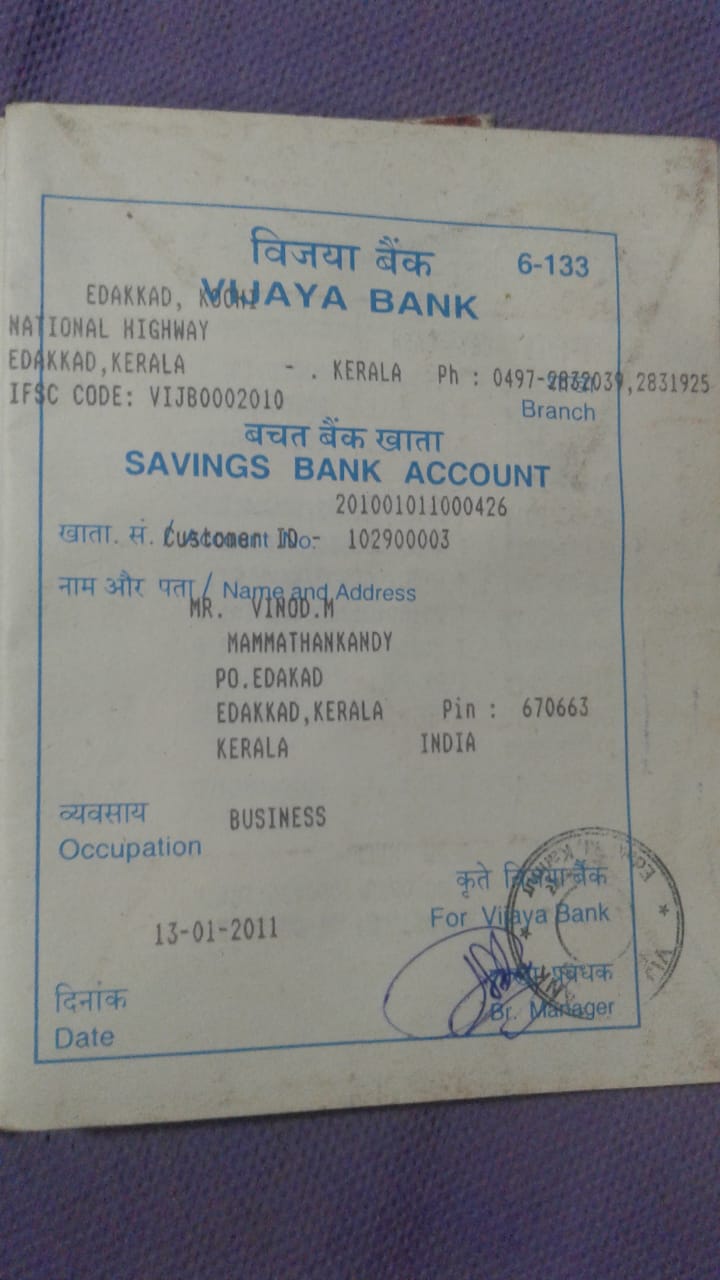 विजया बैंक 6-133
EDAKKAD, KOCHI
VIJAYA BANK
NATIONAL HIGHWAY
EDAKKAD,KERALA - . KERALA Ph : 0497-2832039,2831925
IFSC CODE: VIJB0002010
Branch
बचत बैंक खाता
SAVINGS BANK ACCOUNT
201001011000426
खाता. सं. / Account No.
Customer ID - 102900003
नाम और पता / Name and Address
MR. VINOD.M
MAMMATHANKANDY
PO.EDAKAD
EDAKKAD,KERALA Pin : 670663
KERALA INDIA
व्यवसाय BUSINESS
Occupation
कृते विजया बैंक
For Vijaya Bank
13-01-2011
प्रबंधक
दिनांक
Br. Manager
Date